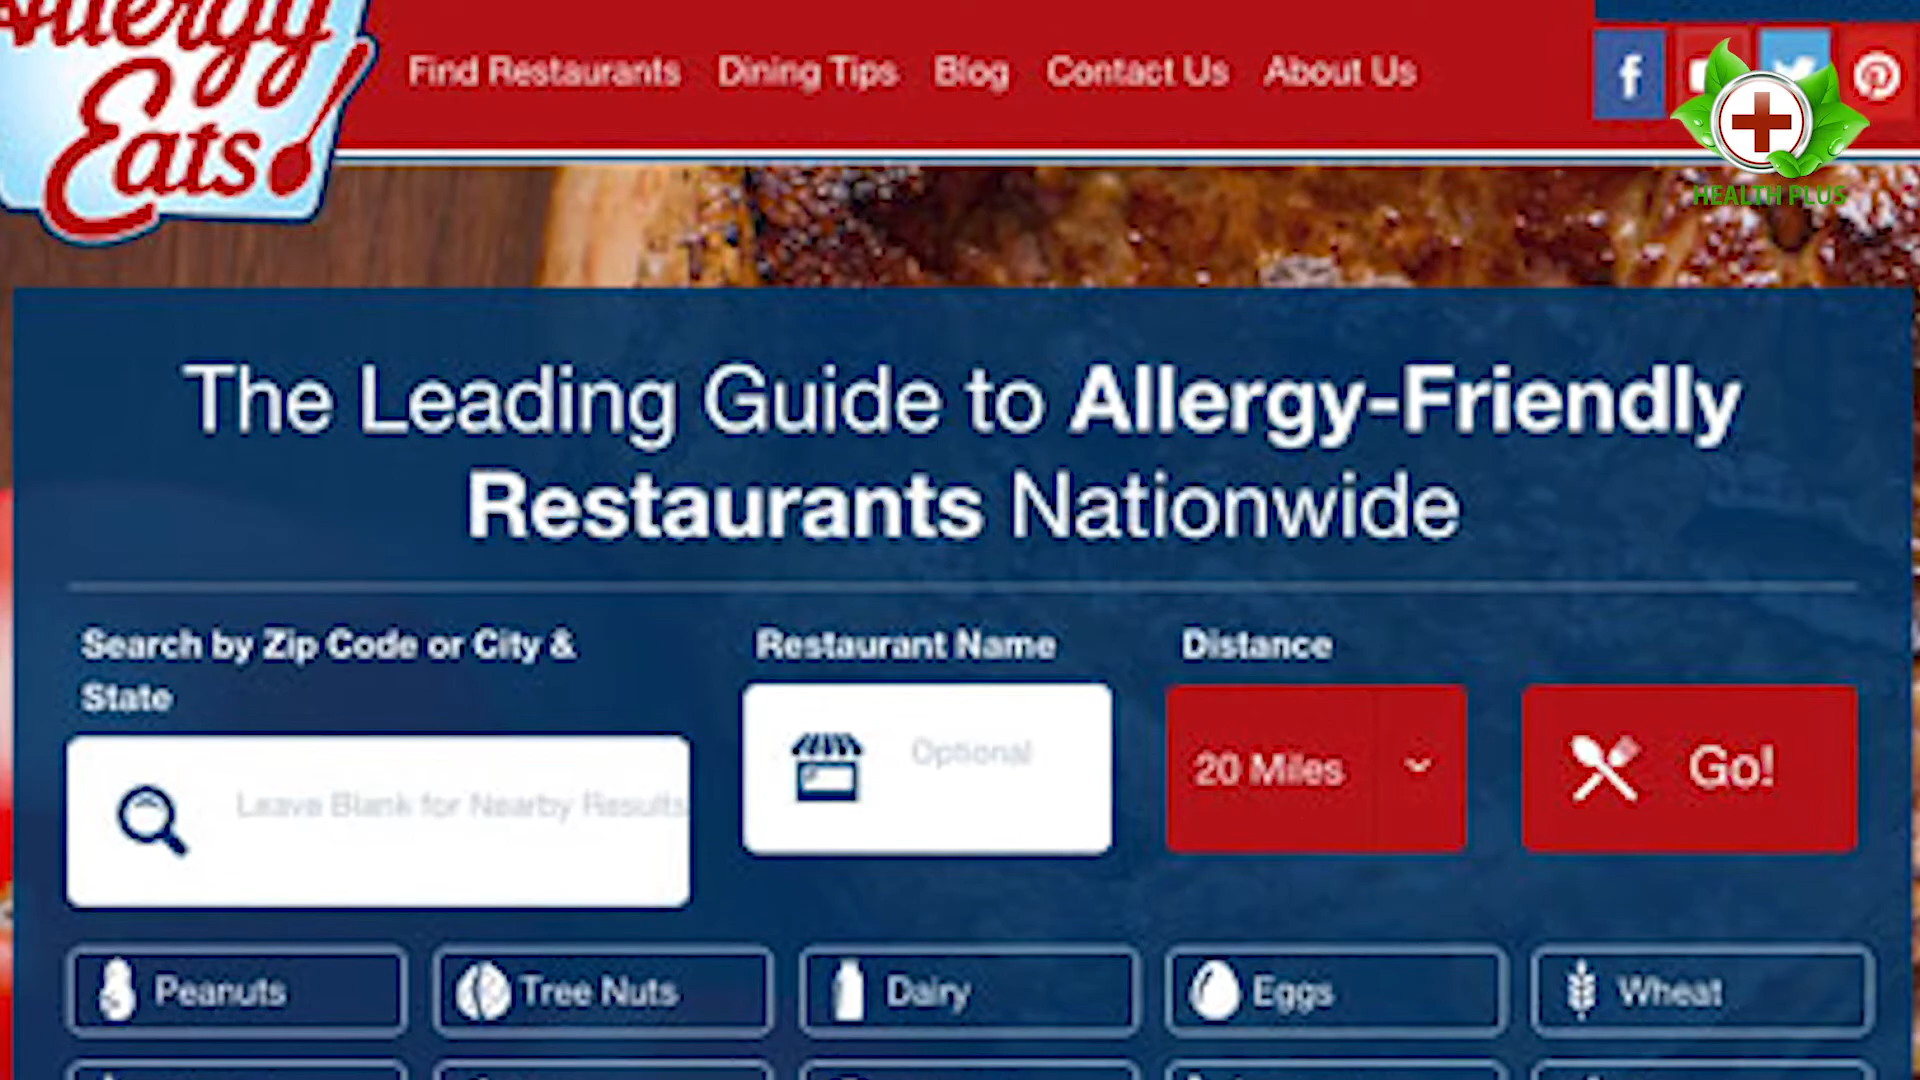 Allergy
Eats!
Find Restaurants Dining Tips Blog Contact Us About Us
HEALTH PLUS
The Leading Guide to Allergy-Friendly
Restaurants Nationwide
Search by Zip Code or City &
State
Restaurant Name
Distance
Leave Blank for Nearby Results
Optional
20 Miles
Go!
Peanuts
Tree Nuts
Dairy
Eggs
Wheat